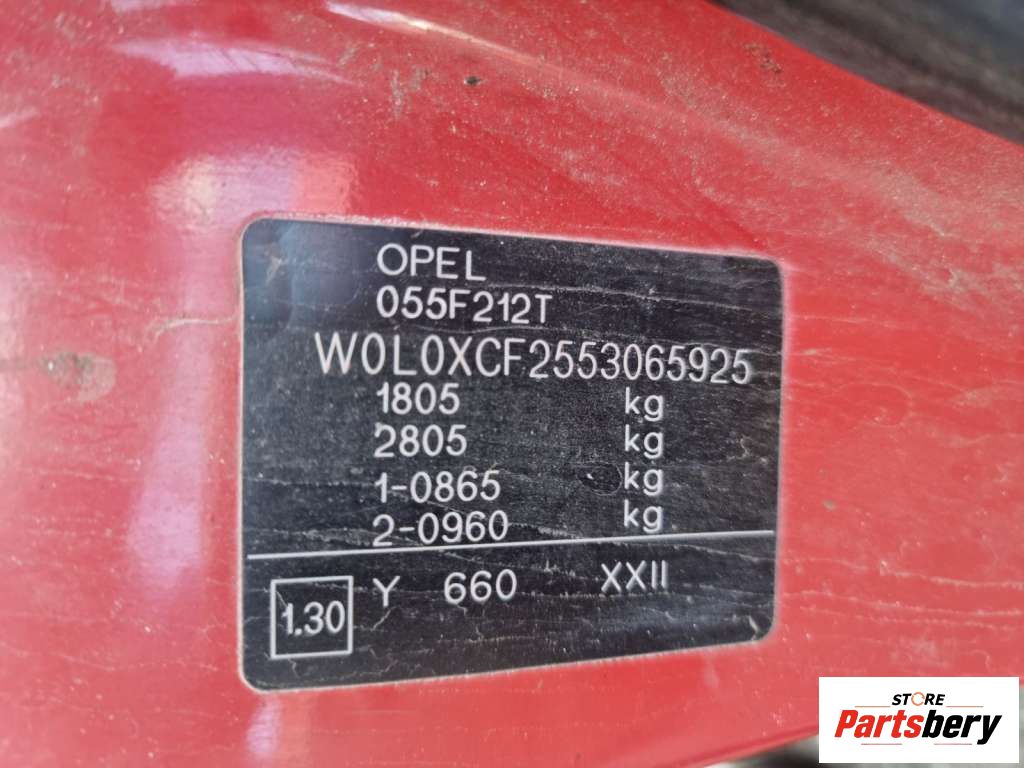 OPEL
055F212T
W0L0XCF2553065925
1805 kg
2805 kg
1-0865 kg
2-0960 kg
1.30 Y 660 XXII
STORE
Partsbery